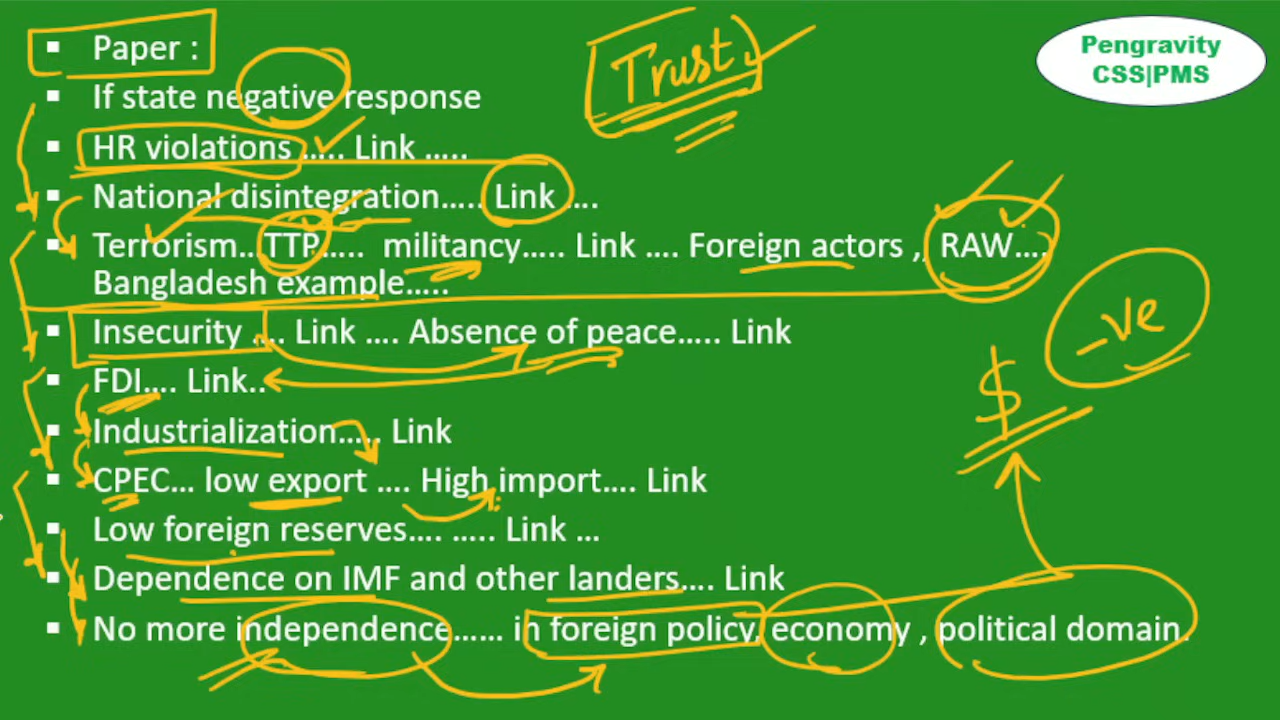 Paper :
Trust
Pengravity
CSS|PMS
If state negative response
HR violations ….. Link …..
National disintegration….. Link ….
Terrorism… TTP….. militancy….. Link …. Foreign actors ,, RAW….
Bangladesh example…..
Insecurity …. Link …. Absence of peace….. Link
-ve
FDI…. Link..
$
Industrialization….. Link
CPEC… low export …. High import…. Link
Low foreign reserves…. ….. Link …
Dependence on IMF and other landers…. Link
No more independence…… in foreign policy, economy , political domain.